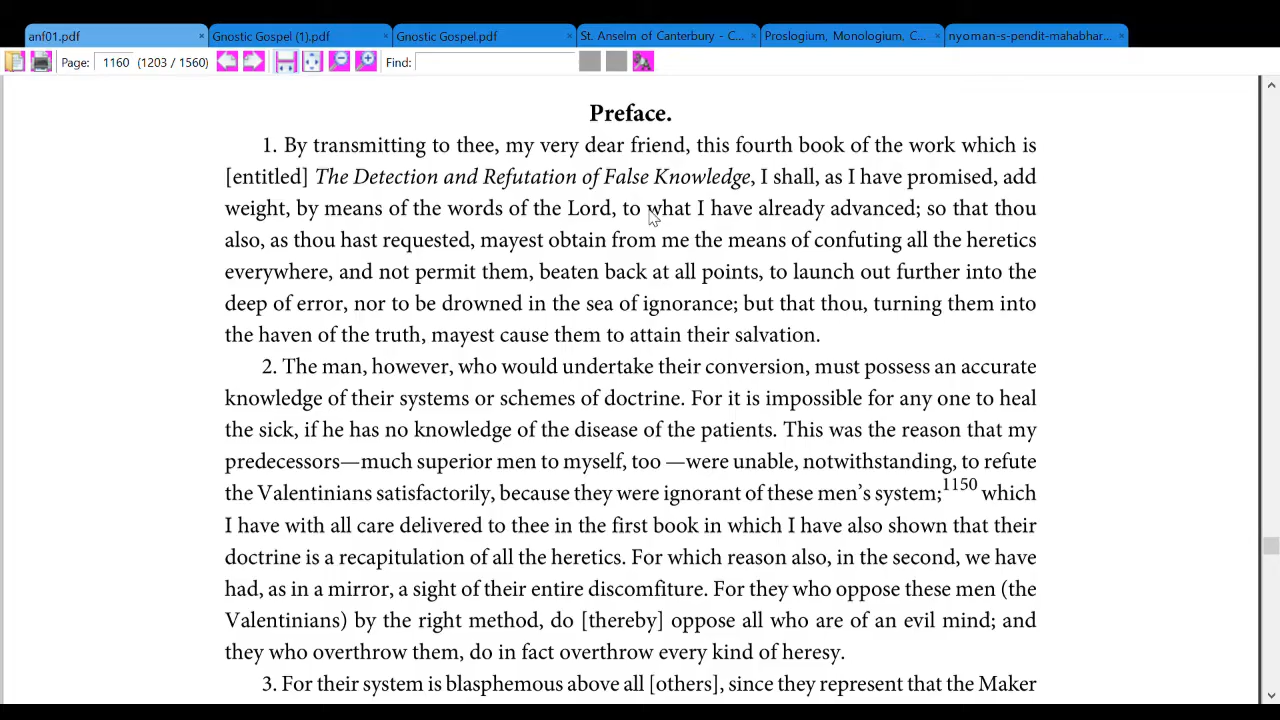 anf01.pdf × Gnostic Gospel (1).pdf × Gnostic Gospel.pdf × St. Anselm of Canterbury - C... × Proslogium, Monologium, C... × nyoman-s-pendit-mahabhar... ×
Page: 1160 (1203 / 1560) Find:
Preface.
1. By transmitting to thee, my very dear friend, this fourth book of the work which is
[entitled] The Detection and Refutation of False Knowledge, I shall, as I have promised, add
weight, by means of the words of the Lord, to what I have already advanced; so that thou
also, as thou hast requested, mayest obtain from me the means of confuting all the heretics
everywhere, and not permit them, beaten back at all points, to launch out further into the
deep of error, nor to be drowned in the sea of ignorance; but that thou, turning them into
the haven of the truth, mayest cause them to attain their salvation.
2. The man, however, who would undertake their conversion, must possess an accurate
knowledge of their systems or schemes of doctrine. For it is impossible for any one to heal
the sick, if he has no knowledge of the disease of the patients. This was the reason that my
predecessors—much superior men to myself, too —were unable, notwithstanding, to refute
the Valentinians satisfactorily, because they were ignorant of these men’s system;1150 which
I have with all care delivered to thee in the first book in which I have also shown that their
doctrine is a recapitulation of all the heretics. For which reason also, in the second, we have
had, as in a mirror, a sight of their entire discomfiture. For they who oppose these men (the
Valentinians) by the right method, do [thereby] oppose all who are of an evil mind; and
they who overthrow them, do in fact overthrow every kind of heresy.
3. For their system is blasphemous above all [others], since they represent that the Maker